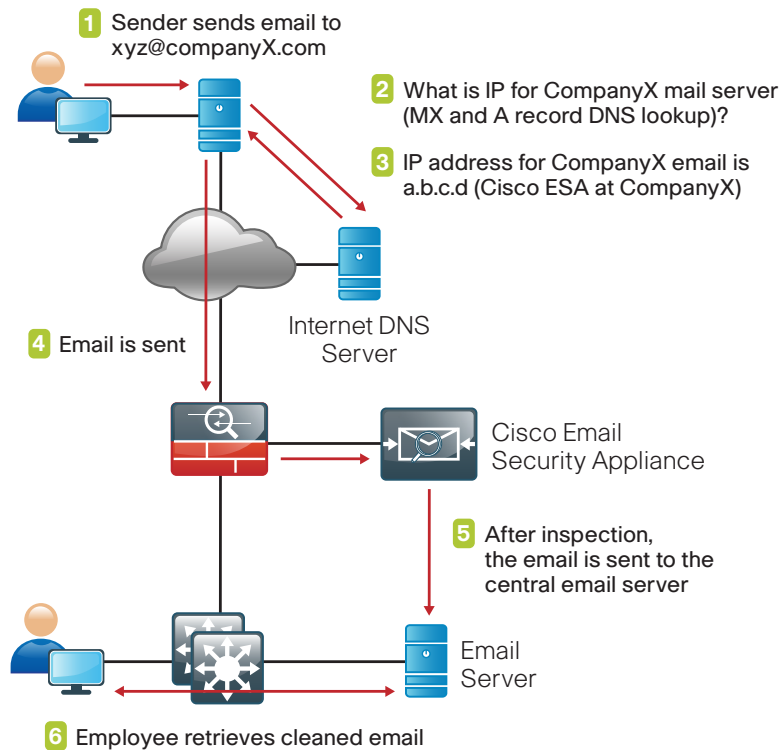 1 Sender sends email to
xyz@companyX.com
2 What is IP for CompanyX mail server
(MX and A record DNS lookup)?
3 IP address for CompanyX email is
a.b.c.d (Cisco ESA at CompanyX)
Internet DNS
Server
4 Email is sent
Cisco Email
Security Appliance
5 After inspection,
the email is sent to the
central email server
Email
Server
6 Employee retrieves cleaned email